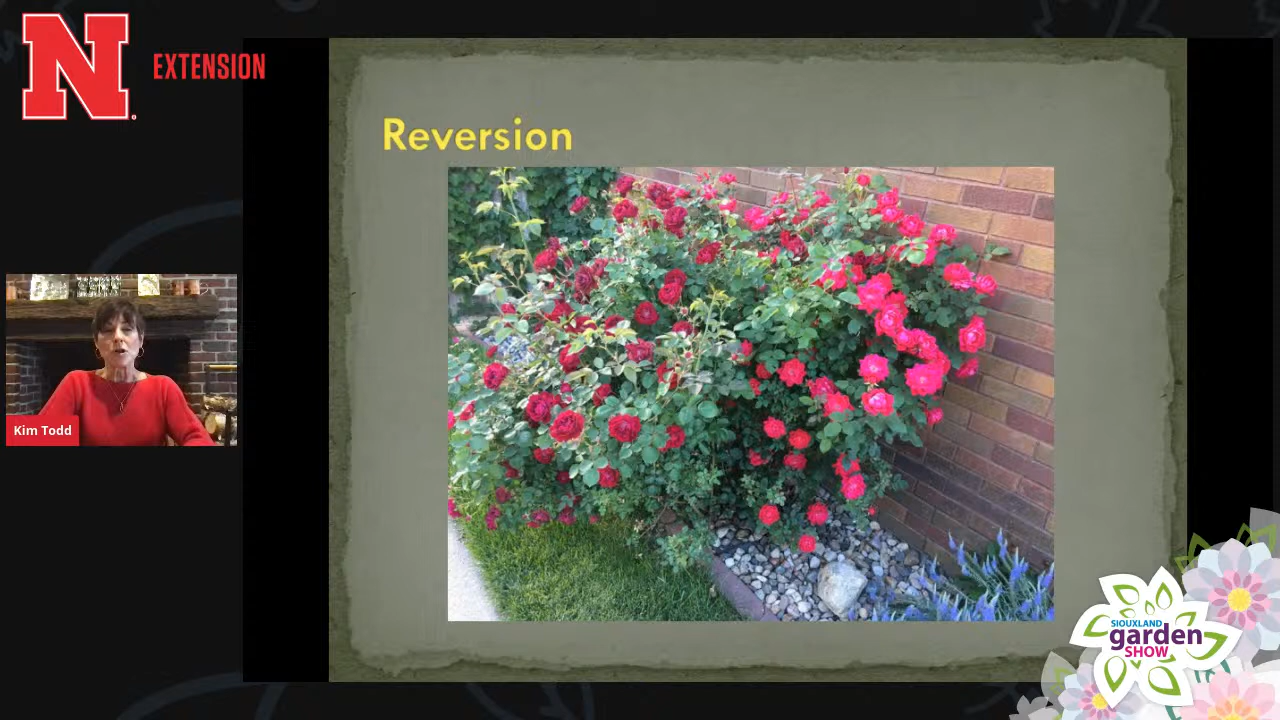 N
EXTENSION
Reversion
Kim Todd
SIOUXLAND
garden
SHOW